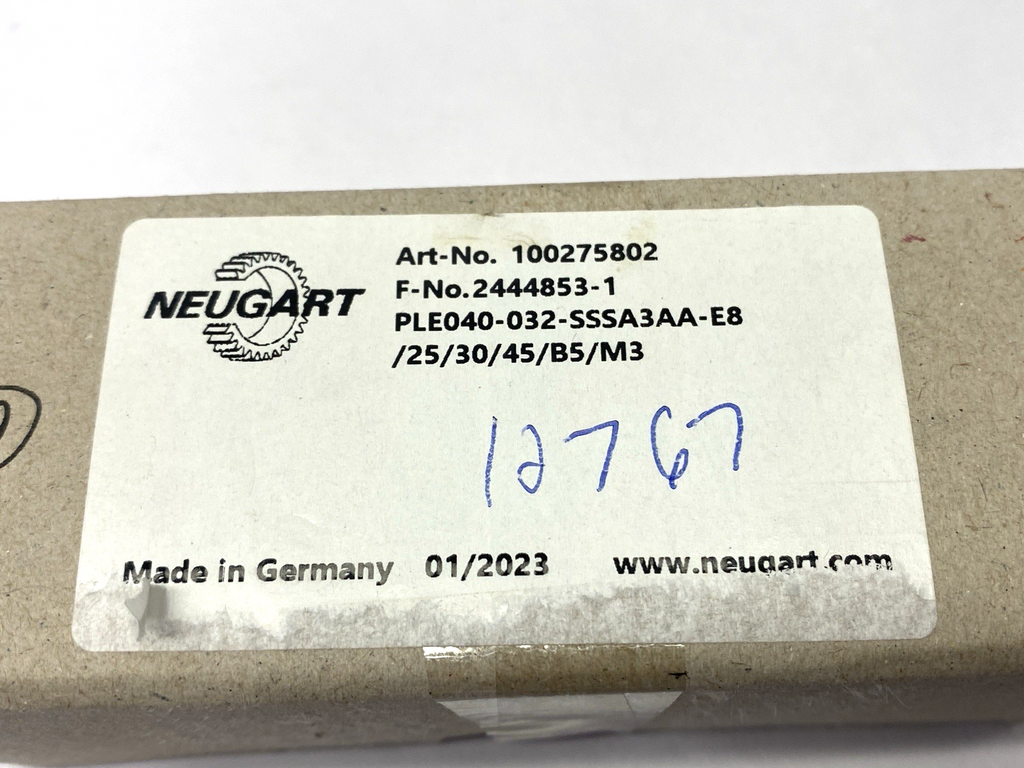 NEUGART
Art-No. 100275802
F-No.2444853-1
PLE040-032-SSSA3AA-E8
/25/30/45/B5/M3
12767
Made in Germany 01/2023 www.neugart.com